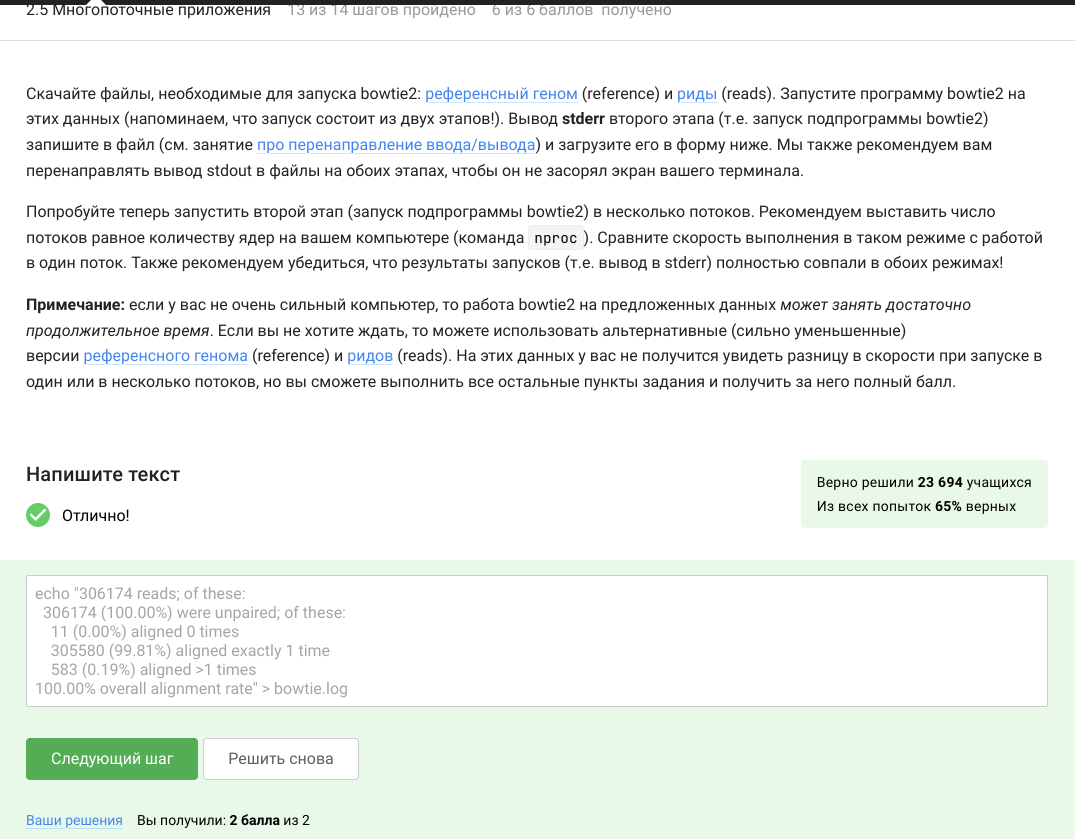 2.5 Многопоточные приложения 13 из 14 шагов пройдено 6 из 6 баллов получено
Скачайте файлы, необходимые для запуска bowtie2: референсный геном (reference) и риды (reads). Запустите программу bowtie2 на
этих данных (напоминаем, что запуск состоит из двух этапов!). Вывод stderr второго этапа (т.е. запуск подпрограммы bowtie2)
запишите в файл (см. занятие про перенаправление ввода/вывода) и загрузите его в форму ниже. Мы также рекомендуем вам
перенаправлять вывод stdout в файлы на обоих этапах, чтобы он не засорял экран вашего терминала.
Попробуйте теперь запустить второй этап (запуск подпрограммы bowtie2) в несколько потоков. Рекомендуем выставить число
потоков равное количеству ядер на вашем компьютере (команда nproc ). Сравните скорость выполнения в таком режиме с работой
в один поток. Также рекомендуем убедиться, что результаты запусков (т.е. вывод в stderr) полностью совпали в обоих режимах!
Примечание: если у вас не очень сильный компьютер, то работа bowtie2 на предложенных данных может занять достаточно
продолжительное время. Если вы не хотите ждать, то можете использовать альтернативные (сильно уменьшенные)
версии референсного генома (reference) и ридов (reads). На этих данных у вас не получится увидеть разницу в скорости при запуске в
один или в несколько потоков, но вы сможете выполнить все остальные пункты задания и получить за него полный балл.
Напишите текст
Верно решили 23 694 учащихся
Из всех попыток 65% верных
Отлично!
echo "306174 reads; of these:
306174 (100.00%) were unpaired; of these:
11 (0.00%) aligned 0 times
305580 (99.81%) aligned exactly 1 time
583 (0.19%) aligned >1 times
100.00% overall alignment rate" > bowtie.log
Следующий шаг Решить снова
Ваши решения Вы получили: 2 балла из 2